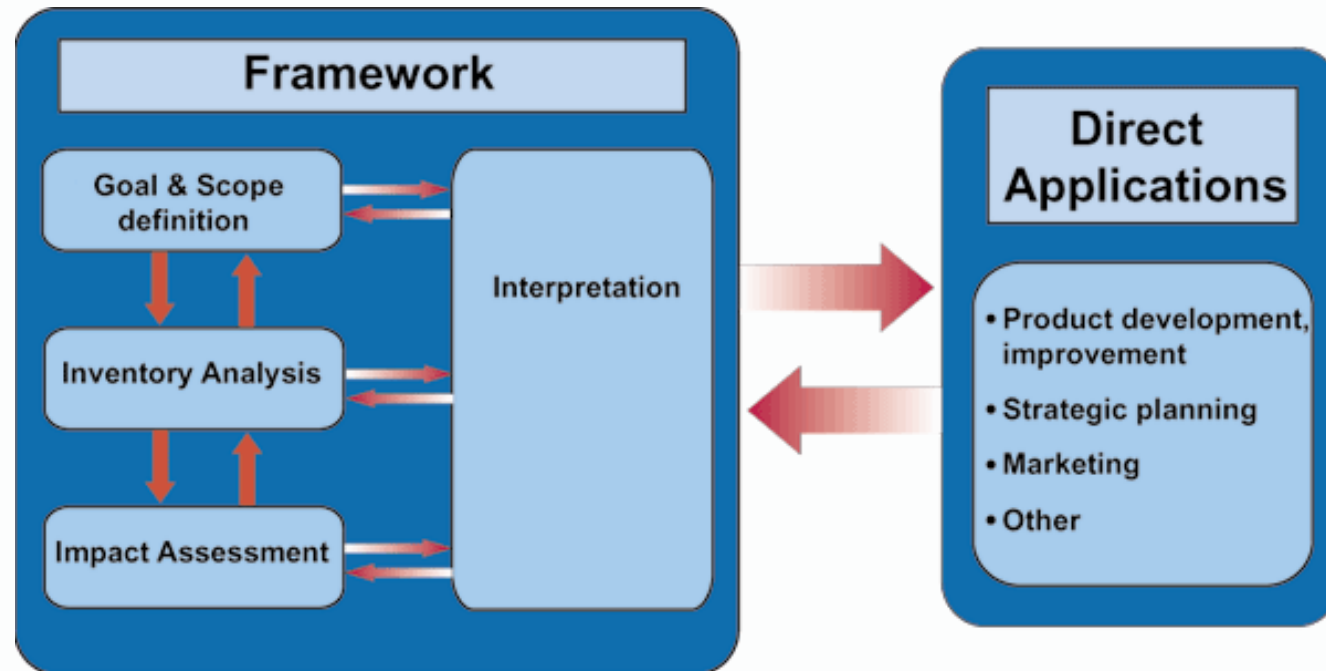 Framework
Goal & Scope
definition
Inventory Analysis
Impact Assessment
Interpretation
Direct
Applications
• Product development,
improvement
• Strategic planning
• Marketing
• Other